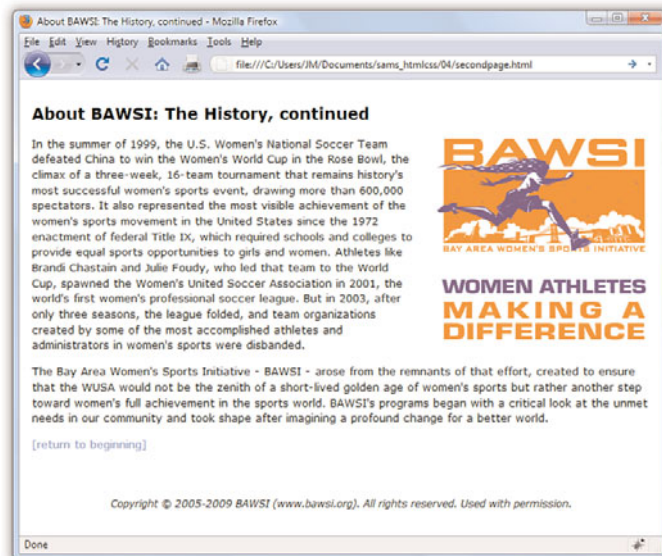 About BAWSI: The History, continued - Mozilla Firefox
File Edit View History Bookmarks Tools Help
file:///C:/Users/JM/Documents/sams_htmlcss/04/secondpage.html
About BAWSI: The History, continued
In the summer of 1999, the U.S. Women's National Soccer Team
defeated China to win the Women's World Cup in the Rose Bowl, the
climax of a three-week, 16-team tournament that remains history's
most successful women's sports event, drawing more than 600,000
spectators. It also represented the most visible achievement of the
women's sports movement in the United States since the 1972
enactment of federal Title IX, which required schools and colleges to
provide equal sports opportunities to girls and women. Athletes like
Brandi Chastain and Julie Foudy, who led that team to the World
Cup, spawned the Women's United Soccer Association in 2001, the
world's first women's professional soccer league. But in 2003, after
only three seasons, the league folded, and team organizations
created by some of the most accomplished athletes and
administrators in women's sports were disbanded.
BAWSI
BAY AREA WOMEN'S SPORTS INITIATIVE
WOMEN ATHLETES
MAKING A
DIFFERENCE
The Bay Area Women's Sports Initiative - BAWSI - arose from the remnants of that effort, created to ensure
that the WUSA would not be the zenith of a short-lived golden age of women's sports but rather another step
toward women's full achievement in the sports world. BAWSI's programs began with a critical look at the unmet
needs in our community and took shape after imagining a profound change for a better world.
[return to beginning]
Copyright © 2005-2009 BAWSI (www.bawsi.org). All rights reserved. Used with permission.
Done